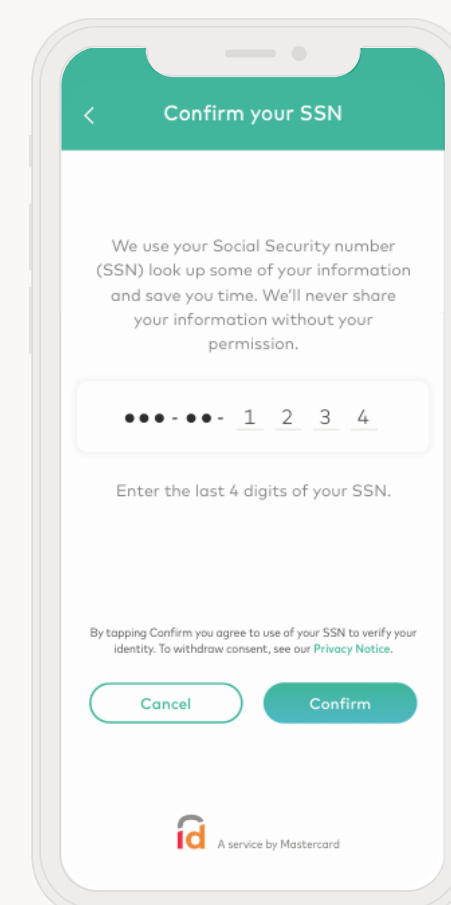 Confirm your SSN
We use your Social Security number
(SSN) look up some of your information
and save you time. We'll never share
your information without your
permission.
●●●-●●- 1 2 3 4
Enter the last 4 digits of your SSN.
By tapping Confirm you agree to use of your SSN to verify your
identity. To withdraw consent, see our Privacy Notice.
Cancel Confirm
id A service by Mastercard